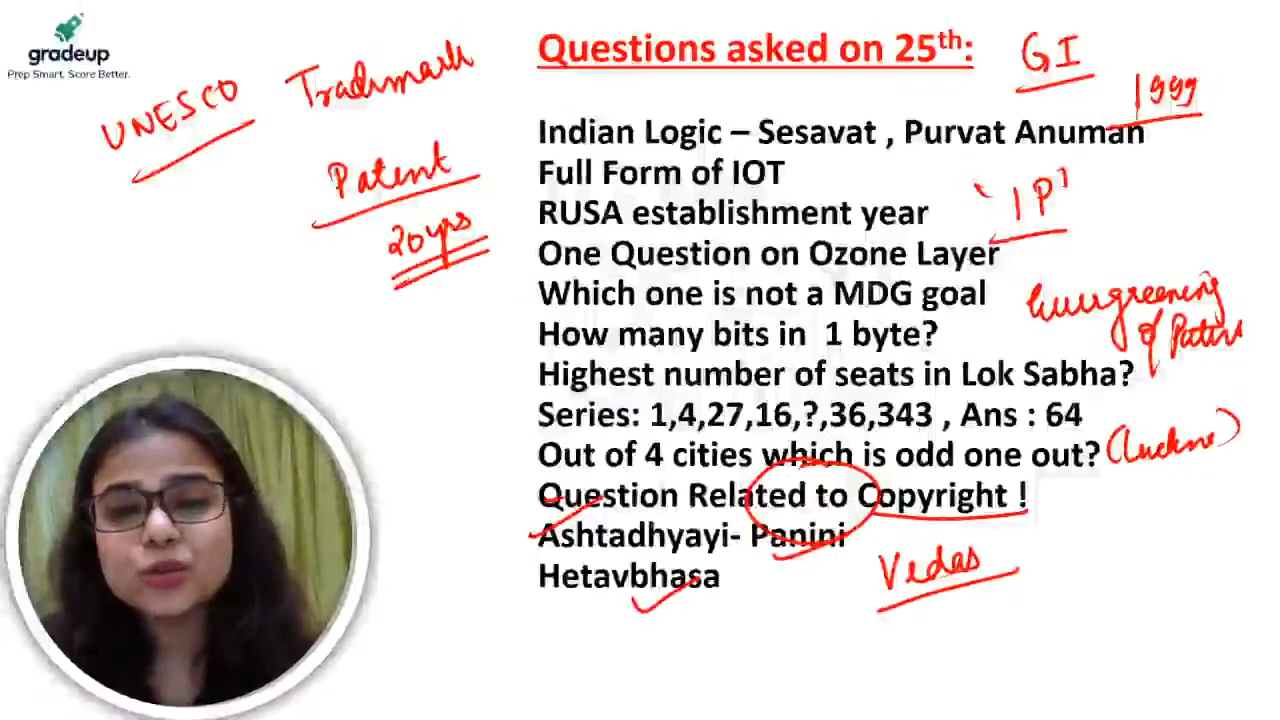 gradeup
Prep Smart. Score Better.
UNESCO
Trademark
Patent
20 yrs
Questions asked on 25th:
GI
1999
Indian Logic – Sesavat , Purvat Anuman
Full Form of IOT
RUSA establishment year
'IP'
One Question on Ozone Layer
Which one is not a MDG goal
How many bits in 1 byte?
Evergreening
of Patent
Highest number of seats in Lok Sabha?
Series: 1,4,27,16,?,36,343 , Ans : 64
Out of 4 cities which is odd one out?
Question Related to Copyright !
Ashtadhyayi- Panini
Vedas
Hetavbhasa